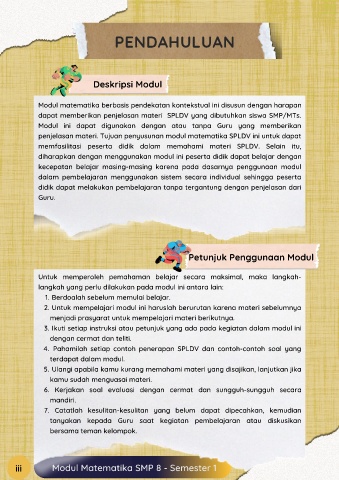 PENDAHULUAN
Deskripsi Modul
Modul matematika berbasis pendekatan kontekstual ini disusun dengan harapan
dapat memberikan penjelasan materi SPLDV yang dibutuhkan siswa SMP/MTs.
Modul ini dapat digunakan dengan atau tanpa Guru yang memberikan
penjelasan materi. Tujuan penyusunan modul matematika SPLDV ini untuk dapat
memfasilitasi peserta didik dalam memahami materi SPLDV. Selain itu,
diharapkan dengan menggunakan modul ini peserta didik dapat belajar dengan
kecepatan belajar masing-masing karena pada dasarnya penggunaan modul
dalam pembelajaran menggunakan sistem secara individual sehingga peserta
didik dapat melakukan pembelajaran tanpa tergantung dengan penjelasan dari
Guru.
Petunjuk Penggunaan Modul
Untuk memperoleh pemahaman belajar secara maksimal, maka langkah-
langkah yang perlu dilakukan pada modul ini antara lain:
1. Berdoalah sebelum memulai belajar.
2. Untuk mempelajari modul ini haruslah berurutan karena materi sebelumnya
menjadi prasyarat untuk mempelajari materi berikutnya.
3. Ikuti setiap instruksi atau petunjuk yang ada pada kegiatan dalam modul ini
dengan cermat dan teliti.
4. Pahamilah setiap contoh penerapan SPLDV dan contoh-contoh soal yang
terdapat dalam modul.
5. Ulangi apabila kamu kurang memahami materi yang disajikan, lanjutkan jika
kamu sudah menguasai materi.
6. Kerjakan soal evaluasi dengan cermat dan sungguh-sungguh secara
mandiri.
7. Catatlah kesulitan-kesulitan yang belum dapat dipecahkan, kemudian
tanyakan kepada Guru saat kegiatan pembelajaran atau diskusikan
bersama teman kelompok.
iii Modul Matematika SMP 8 - Semester 1